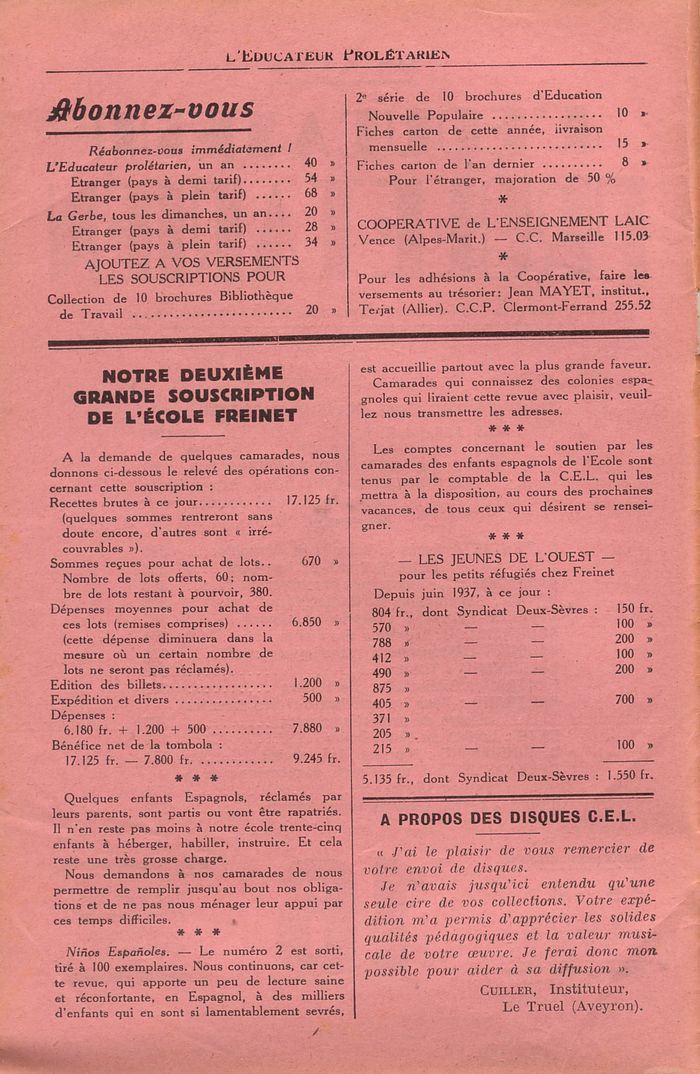 L'EDUCATEUR PROLÉTARIEN
Abonnez-vous
Réabonnez-vous immédiatement !
L'Educateur prolétarien, un an ........ 40 »
Etranger (pays à demi tarif)........ 54 »
Etranger (pays à plein tarif) ...... 68 »
La Gerbe, tous les dimanches, un an.... 20 »
Etranger (pays à demi tarif) ...... 28 »
Etranger (pays à plein tarif) ...... 34 »
AJOUTEZ A VOS VERSEMENTS
LES SOUSCRIPTIONS POUR
Collection de 10 brochures Bibliothèque
de Travail .......................... 20 »
2e série de 10 brochures d'Education
Nouvelle Populaire .................. 10 »
Fiches carton de cette année, livraison
mensuelle .......................... 15 »
Fiches carton de l'an dernier .......... 8 »
Pour l'étranger, majoration de 50 %
*
COOPERATIVE de L'ENSEIGNEMENT LAIC
Vence (Alpes-Marit.) — C.C. Marseille 115.03
*
Pour les adhésions à la Coopérative, faire les
versements au trésorier: Jean MAYET, institut.,
Terjat (Allier). C.C.P. Clermont-Ferrand 255.52
NOTRE DEUXIÈME
GRANDE SOUSCRIPTION
DE L'ÉCOLE FREINET
A la demande de quelques camarades, nous
donnons ci-dessous le relevé des opérations con-
cernant cette souscription :
Recettes brutes à ce jour............ 17.125 fr.
(quelques sommes rentreront sans
doute encore, d'autres sont « irré-
couvrables »).
Sommes reçues pour achat de lots.. 670 »
Nombre de lots offerts, 60; nom-
bre de lots restant à pourvoir, 380.
Dépenses moyennes pour achat de
ces lots (remises comprises) ...... 6.850 »
(cette dépense diminuera dans la
mesure où un certain nombre de
lots ne seront pas réclamés).
Edition des billets.................. 1.200 »
Expédition et divers ................ 500 »
Dépenses :
6.180 fr. + 1.200 + 500 .......... 7.880 »
Bénéfice net de la tombola :
17.125 fr. — 7.800 fr. ............ 9.245 fr.
* * *
Quelques enfants Espagnols, réclamés par
leurs parents, sont partis ou vont être rapatriés.
Il n'en reste pas moins à notre école trente-cinq
enfants à héberger, habiller, instruire. Et cela
reste une très grosse charge.
Nous demandons à nos camarades de nous
permettre de remplir jusqu'au bout nos obliga-
tions et de ne pas nous ménager leur appui par
ces temps difficiles.
* * *
Niños Españoles. — Le numéro 2 est sorti,
tiré à 100 exemplaires. Nous continuons, car cet-
te revue, qui apporte un peu de lecture saine
et réconfortante, en Espagnol, à des milliers
d'enfants qui en sont si lamentablement sevrés,
est accueillie partout avec la plus grande faveur.
Camarades qui connaissez des colonies espa-
gnoles qui liraient cette revue avec plaisir, veuil-
lez nous transmettre les adresses.
* * *
Les comptes concernant le soutien par les
camarades des enfants espagnols de l'Ecole sont
tenus par le comptable de la C.E.L. qui les
mettra à la disposition, au cours des prochaines
vacances, de tous ceux qui désirent se rensei-
gner.
* * *
— LES JEUNES DE L'OUEST —
pour les petits réfugiés chez Freinet
Depuis juin 1937, à ce jour :
804 fr., dont Syndicat Deux-Sèvres : 150 fr.
570 » — — 100 »
788 » — — 200 »
412 » — — 100 »
490 » — — 200 »
875 »
405 » — — 700 »
371 »
205 »
215 » — — 100 »
5.135 fr., dont Syndicat Deux-Sèvres : 1.550 fr.
A PROPOS DES DISQUES C.E.L.
« J'ai le plaisir de vous remercier de
votre envoi de disques.
Je n'avais jusqu'ici entendu qu'une
seule cire de vos collections. Votre expé-
dition m'a permis d'apprécier les solides
qualités pédagogiques et la valeur musi-
cale de votre œuvre. Je ferai donc mon
possible pour aider à sa diffusion ».
CUILLER, Instituteur,
Le Truel (Aveyron).